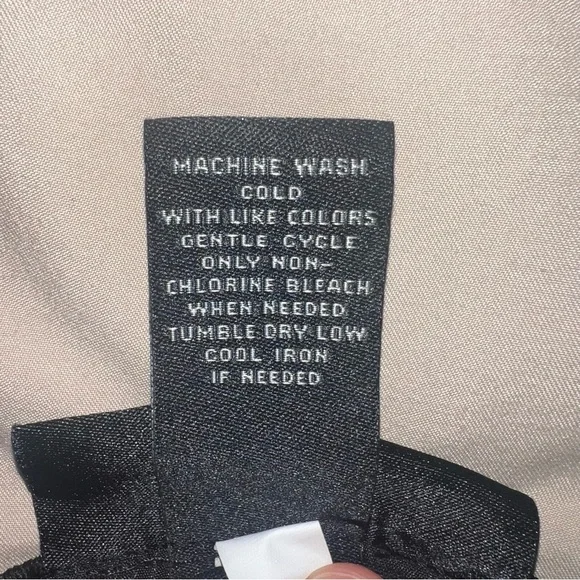 MACHINE WASH
COLD
WITH LIKE COLORS
GENTLE CYCLE
ONLY NON-
CHLORINE BLEACH
WHEN NEEDED
TUMBLE DRY LOW
COOL IRON
IF NEEDED